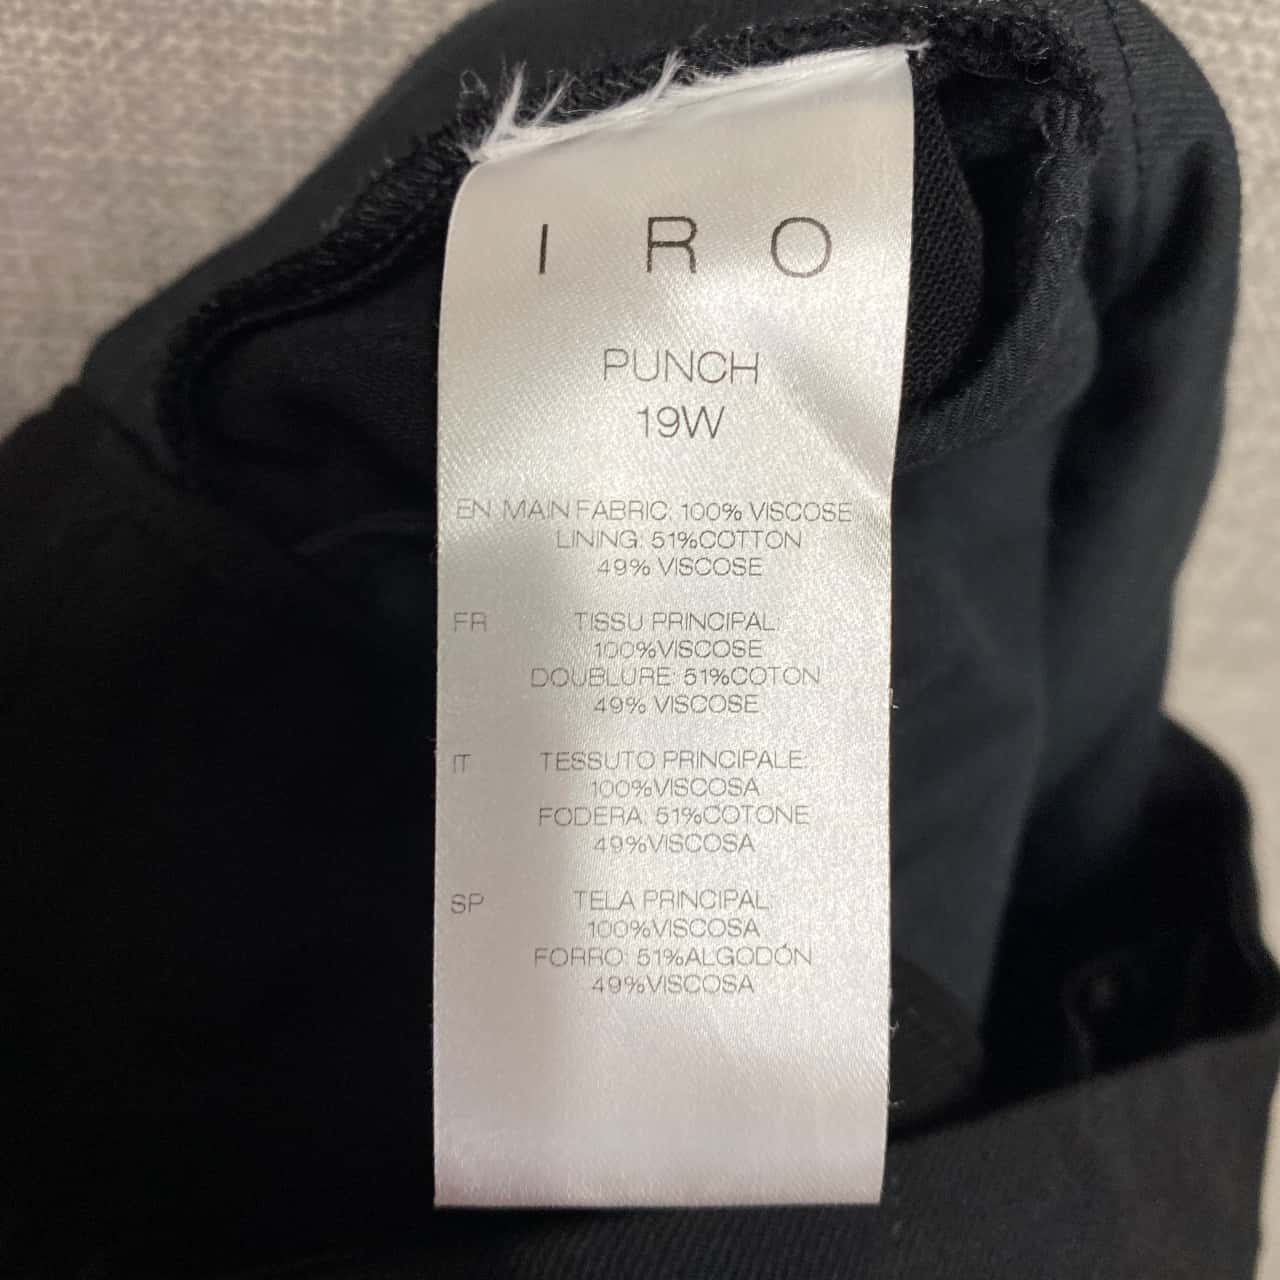 IRO
PUNCH
19W
EN MAIN FABRIC: 100% VISCOSE
LINING: 51%COTTON
49% VISCOSE
FR TISSU PRINCIPAL:
100%VISCOSE
DOUBLURE: 51%COTON
49% VISCOSE
IT TESSUTO PRINCIPALE:
100%VISCOSA
FODERA: 51%COTONE
49%VISCOSA
SP TELA PRINCIPAL:
100%VISCOSA
FORRO: 51%ALGODÓN
49%VISCOSA